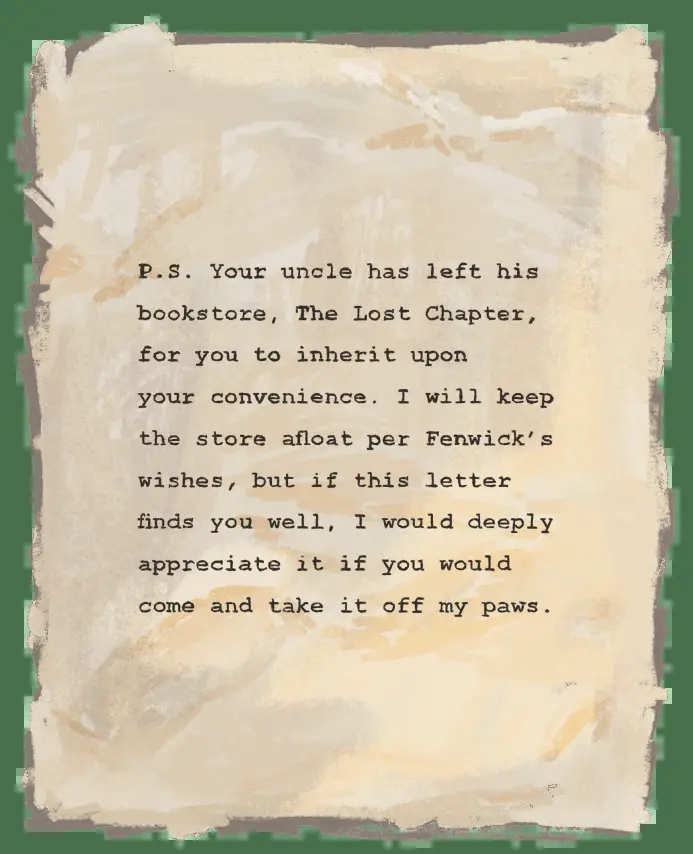 P.S. Your uncle has left his
bookstore, The Lost Chapter,
for you to inherit upon
your convenience. I will keep
the store afloat per Fenwick's
wishes, but if this letter
finds you well, I would deeply
appreciate it if you would
come and take it off my paws.